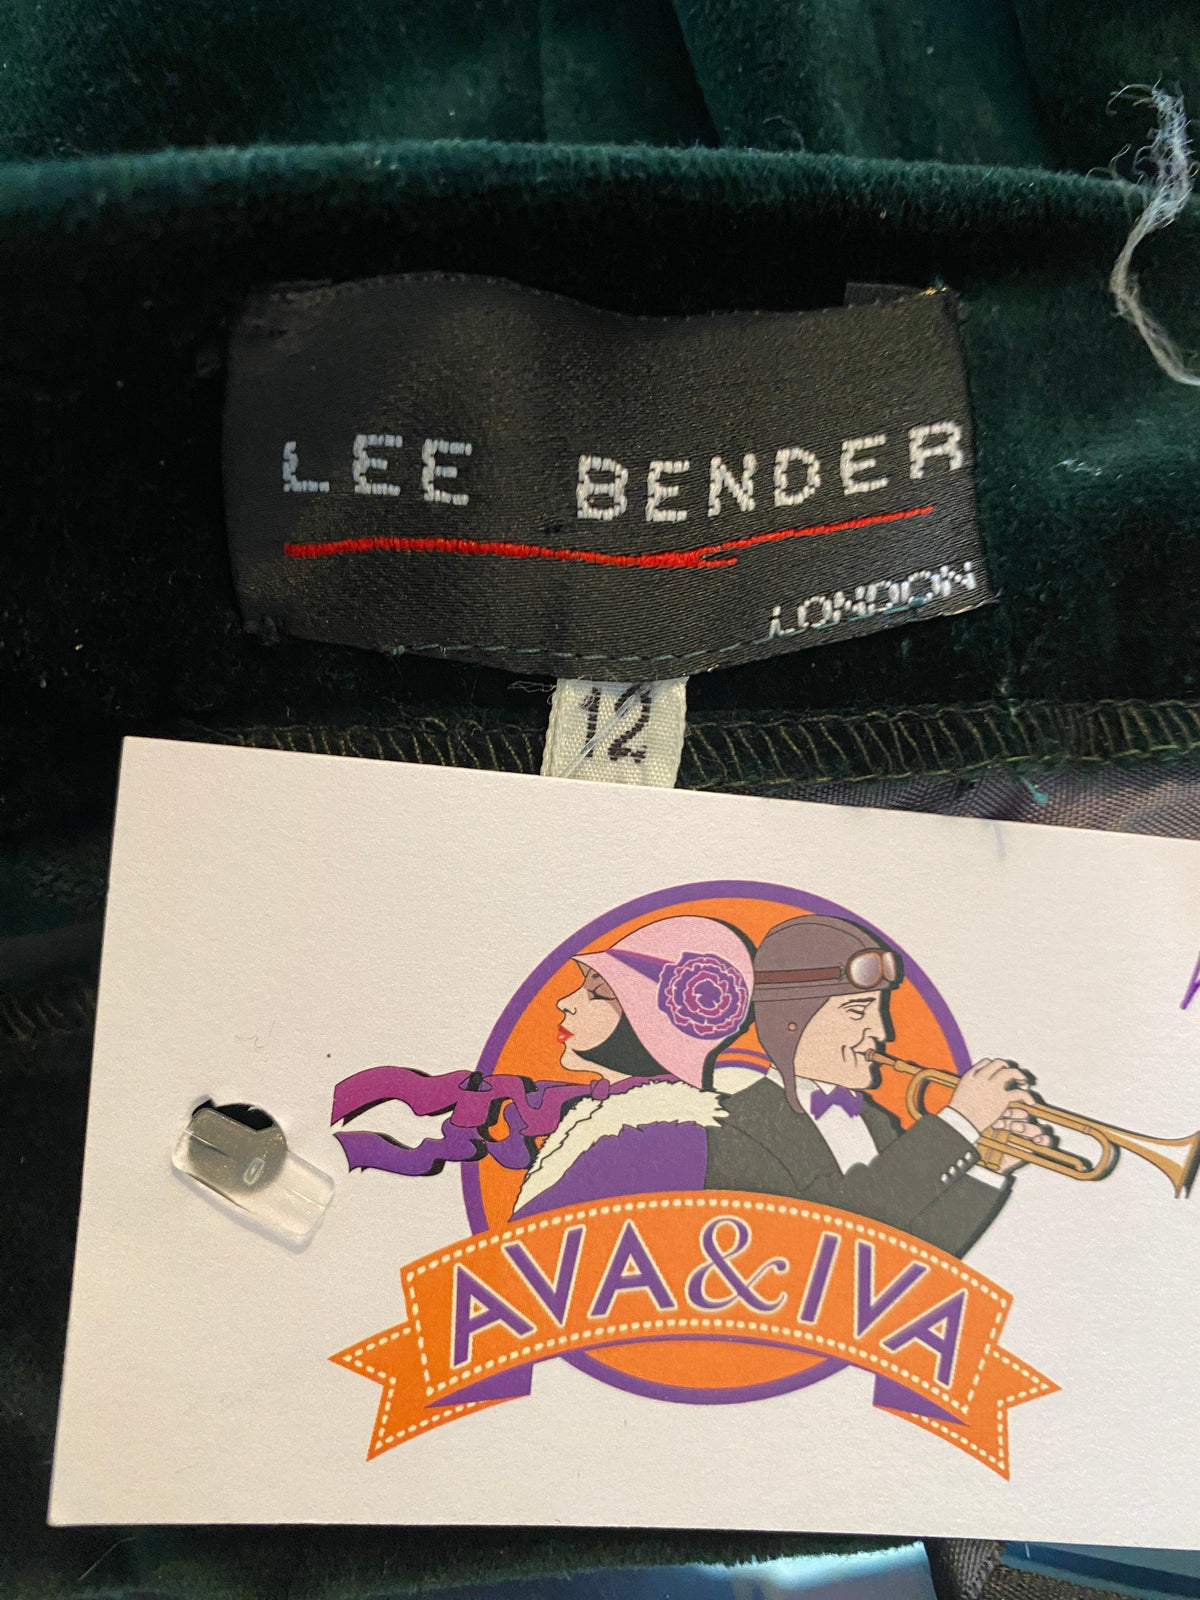 LEE BENDER
LONDON
12
AVA & IVA